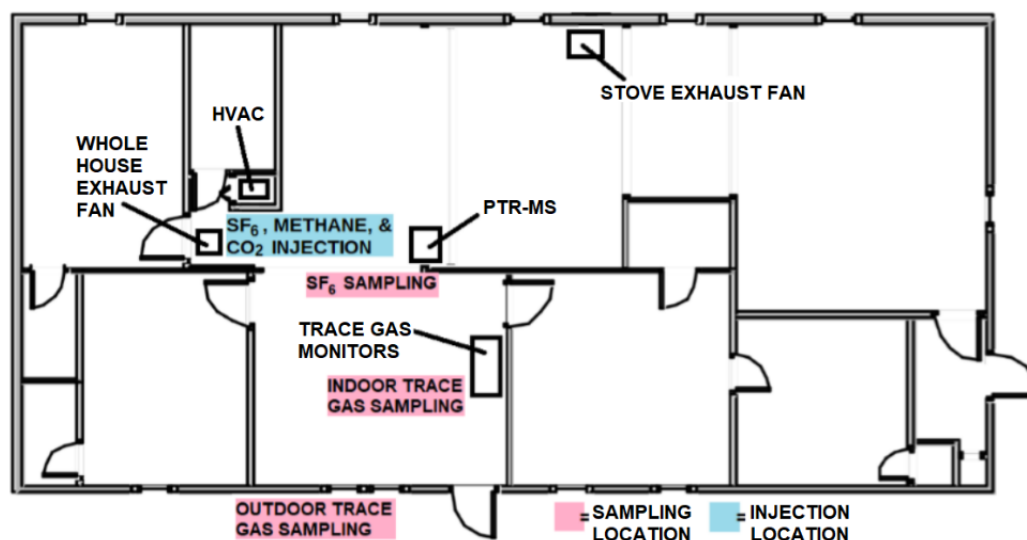 STOVE EXHAUST FAN
HVAC
WHOLE
HOUSE
EXHAUST
FAN
PTR-MS
SF₆, METHANE, &
CO₂ INJECTION
SF₆ SAMPLING
TRACE GAS
MONITORS
INDOOR TRACE
GAS SAMPLING
OUTDOOR TRACE
GAS SAMPLING
= SAMPLING
LOCATION
= INJECTION
LOCATION